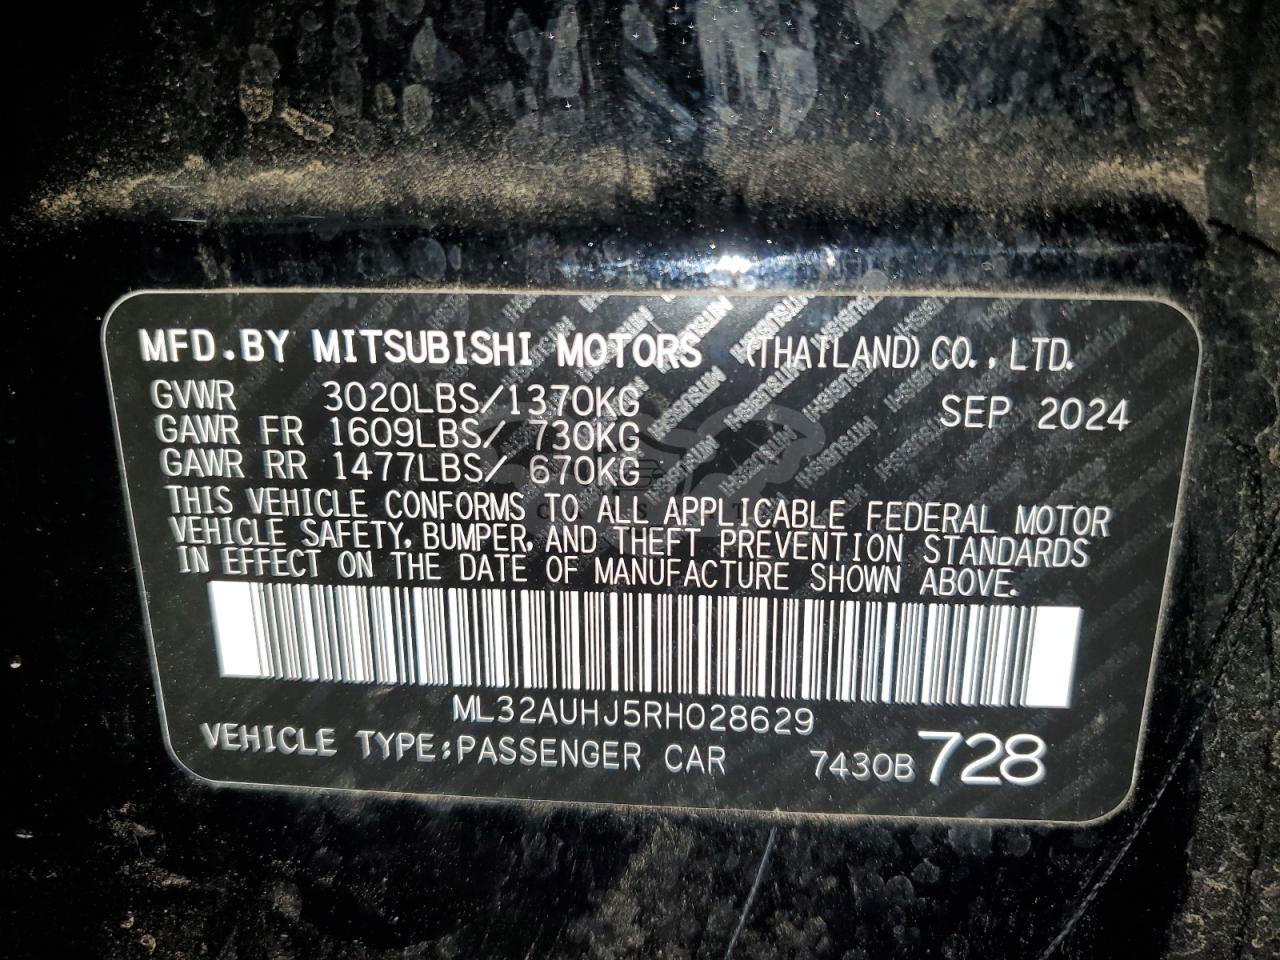 MFD.BY MITSUBISHI MOTORS (THAILAND) CO., LTD.
GVWR 3020LBS/1370KG SEP 2024
GAWR FR 1609LBS/ 730KG
GAWR RR 1477LBS/ 670KG
THIS VEHICLE CONFORMS TO ALL APPLICABLE FEDERAL MOTOR
VEHICLE SAFETY, BUMPER, AND THEFT PREVENTION STANDARDS
IN EFFECT ON THE DATE OF MANUFACTURE SHOWN ABOVE.
ML32AUHJ5RH028629
VEHICLE TYPE:PASSENGER CAR 7430B 728